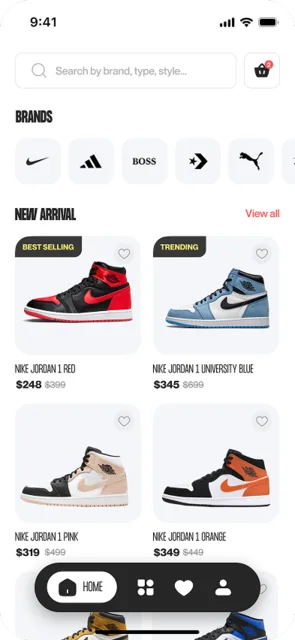 9:41
Search by brand, type, style...
2
BRANDS
BOSS
NEW ARRIVAL
View all
BEST SELLING
TRENDING
NIKE JORDAN 1 RED
$248 $399
NIKE JORDAN 1 UNIVERSITY BLUE
$345 $699
NIKE JORDAN 1 PINK
$319 $499
NIKE JORDAN 1 ORANGE
$349 $449
HOME